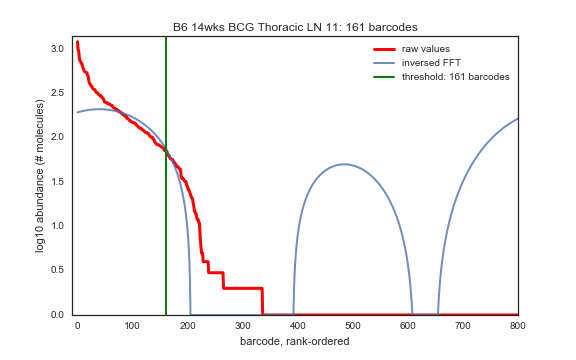 B6 14wks BCG Thoracic LN 11: 161 barcodes
raw values
inversed FFT
threshold: 161 barcodes
log10 abundance (# molecules)
3.0
2.5
2.0
1.5
1.0
0.5
0.0
0 100 200 300 400 500 600 700 800
barcode, rank-ordered